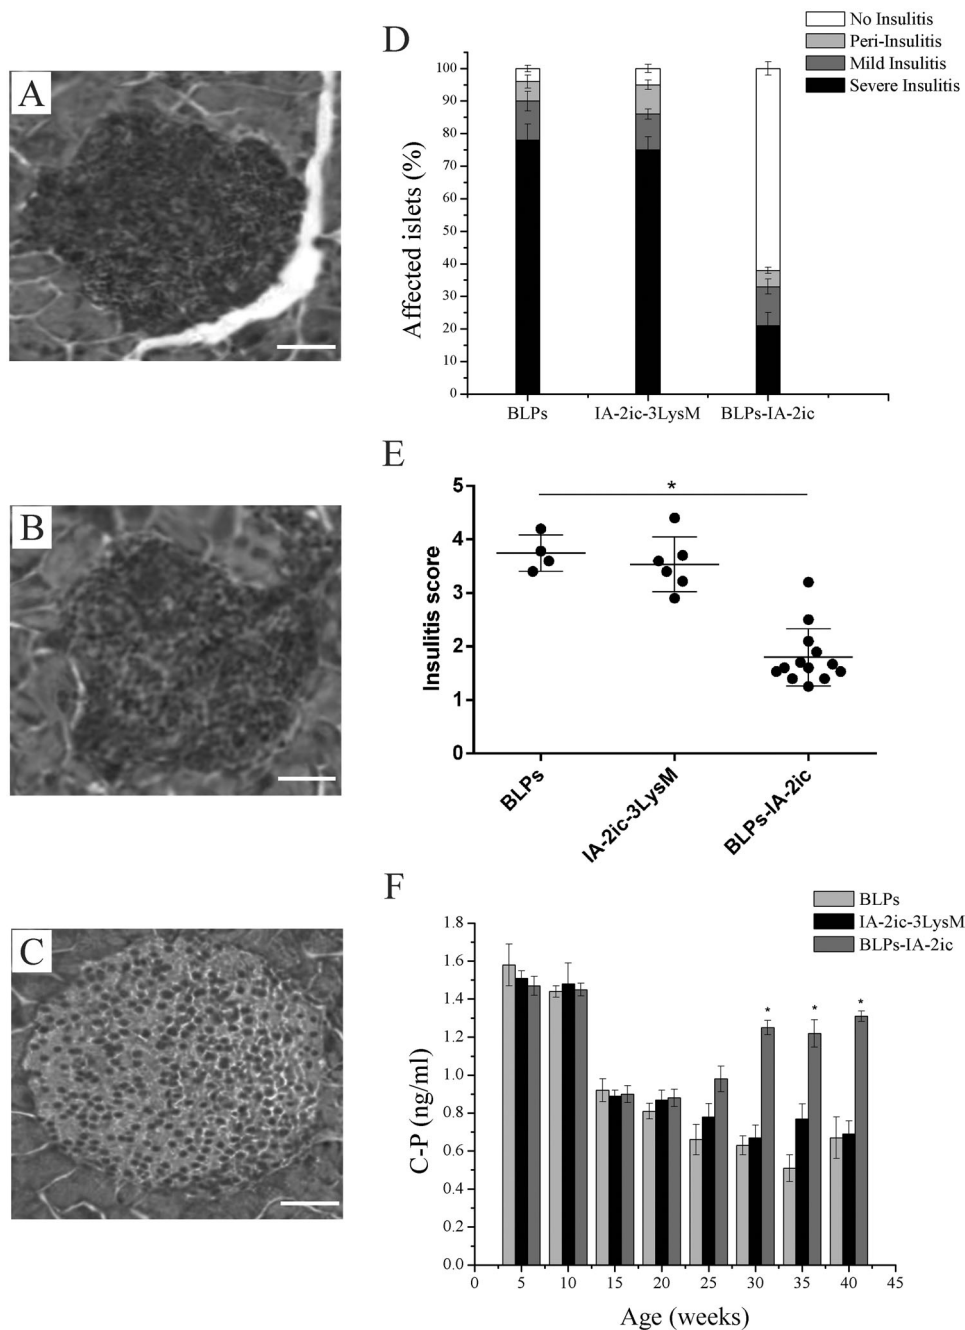 A
B
C
D
No Insulitis
Peri-Insulitis
Mild Insulitis
Severe Insulitis
Affected islets (%)
100
90
80
70
60
50
40
30
20
10
0
BLPs
IA-2ic-3LysM
BLPs-IA-2ic
E
*
Insulitis score
5
4
3
2
1
0
BLPs
IA-2ic-3LysM
BLPs-IA-2ic
F
BLPs
IA-2ic-3LysM
BLPs-IA-2ic
C-P (ng/ml)
1.8
1.6
1.4
1.2
1.0
0.8
0.6
0.4
0.2
0.0
* * *
0 5 10 15 20 25 30 35 40 45
Age (weeks)